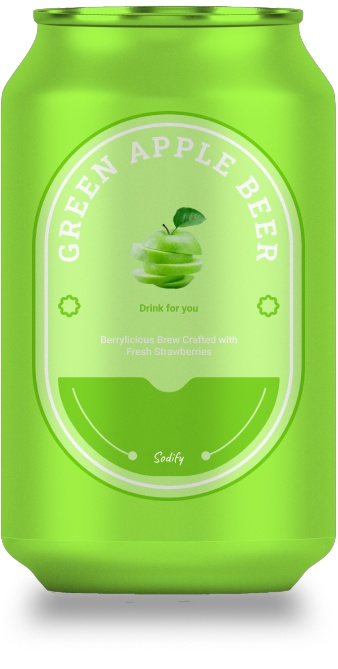 GREEN APPLE BEER
Drink for you
Berrylicious Brew Crafted with
Fresh Strawberries
Sodify